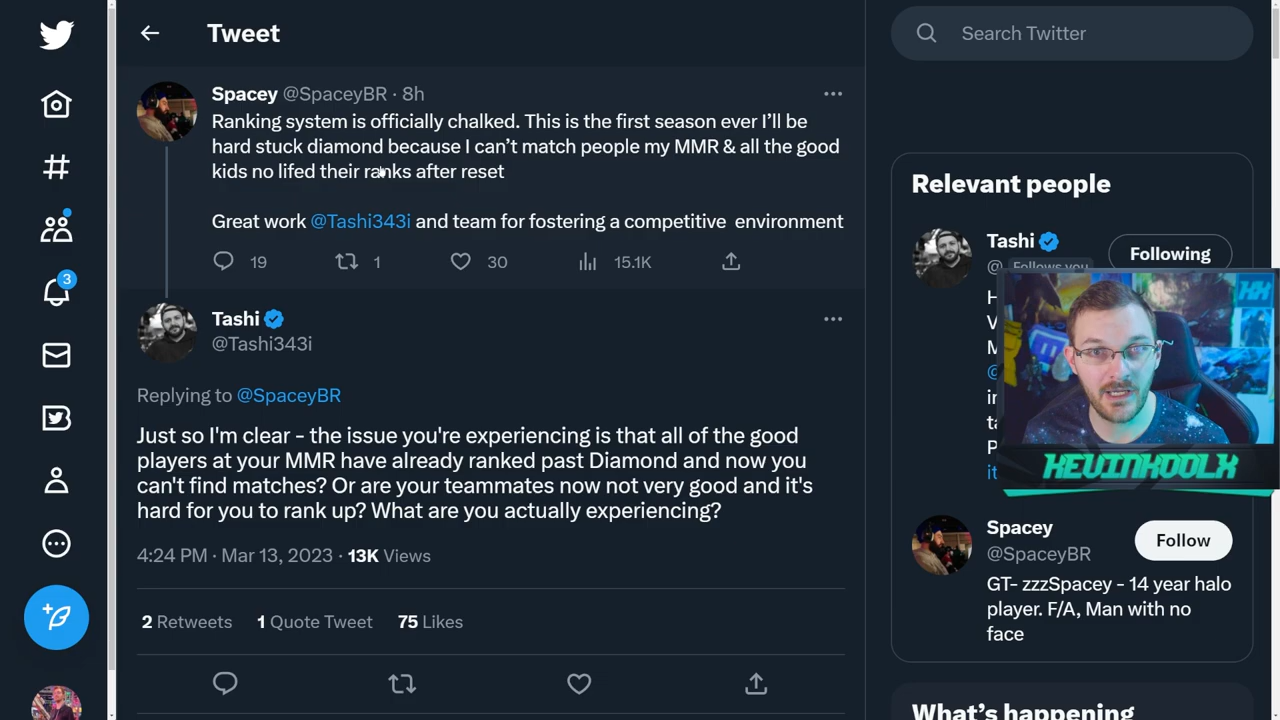 Tweet
Search Twitter
Spacey @SpaceyBR · 8h
Ranking system is officially chalked. This is the first season ever I’ll be
hard stuck diamond because I can’t match people my MMR & all the good
kids no lifed their ranks after reset
Great work @Tashi343i and team for fostering a competitive environment
19
1
30
15.1K
3
Tashi
@Tashi343i
Replying to @SpaceyBR
Just so I'm clear - the issue you're experiencing is that all of the good
players at your MMR have already ranked past Diamond and now you
can't find matches? Or are your teammates now not very good and it's
hard for you to rank up? What are you actually experiencing?
4:24 PM · Mar 13, 2023 · 13K Views
2 Retweets 1 Quote Tweet 75 Likes
Relevant people
Tashi
Following
@
Follows you
KEVINKOOLX
Spacey
@SpaceyBR
Follow
GT- zzzSpacey - 14 year halo
player. F/A, Man with no
face
What's happening